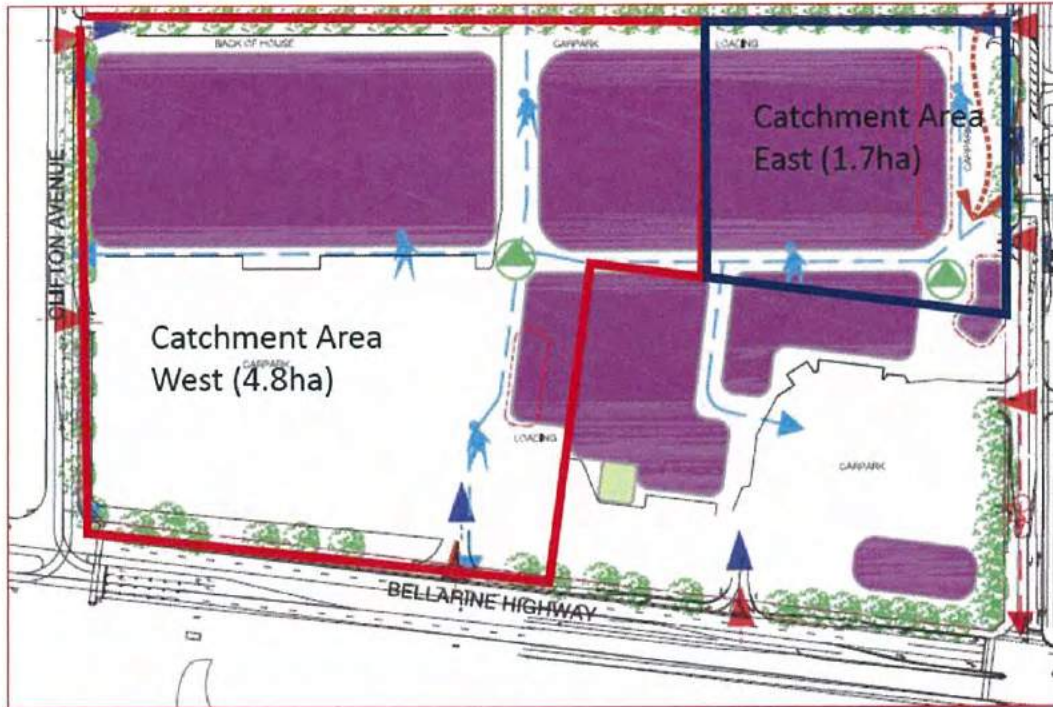 BACK OF HOUSE
CARPARK
LOADING
Catchment Area
East (1.7ha)
CARPARK
CLIFTON AVENUE
Catchment Area
CARPARK
West (4.8ha)
LOADING
CARPARK
BELLARINE HIGHWAY